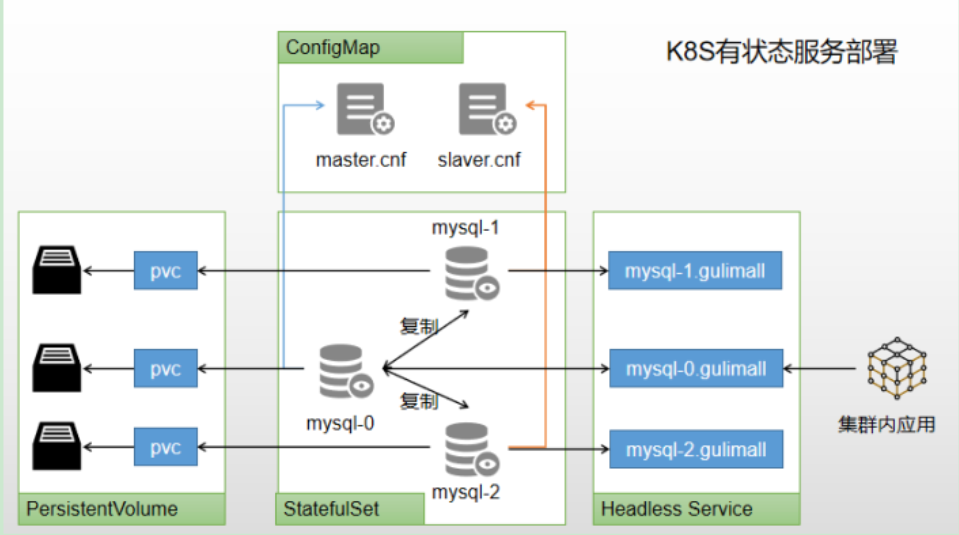 K8S有状态服务部署
ConfigMap
master.cnf
slaver.cnf
mysql-1
pvc
mysql-1.gulimall
复制
pvc
mysql-0.gulimall
复制
mysql-0
集群内应用
pvc
mysql-2.gulimall
mysql-2
PersistentVolume
StatefulSet
Headless Service